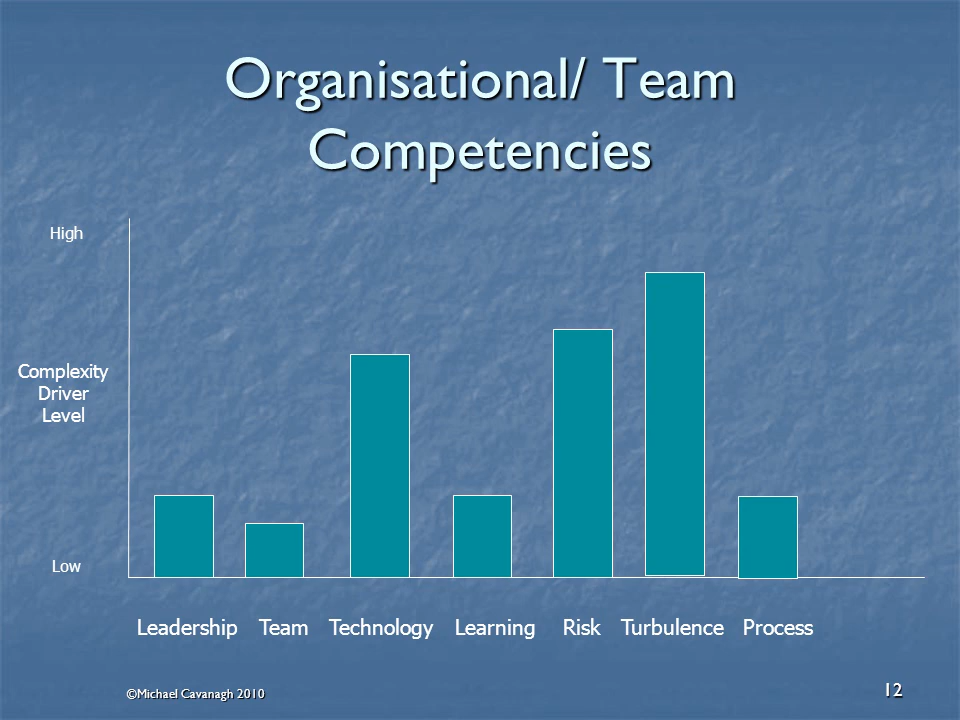 Organisational/ Team
Competencies
High
Complexity
Driver
Level
Low
Leadership Team Technology Learning Risk Turbulence Process
©Michael Cavanagh 2010
12